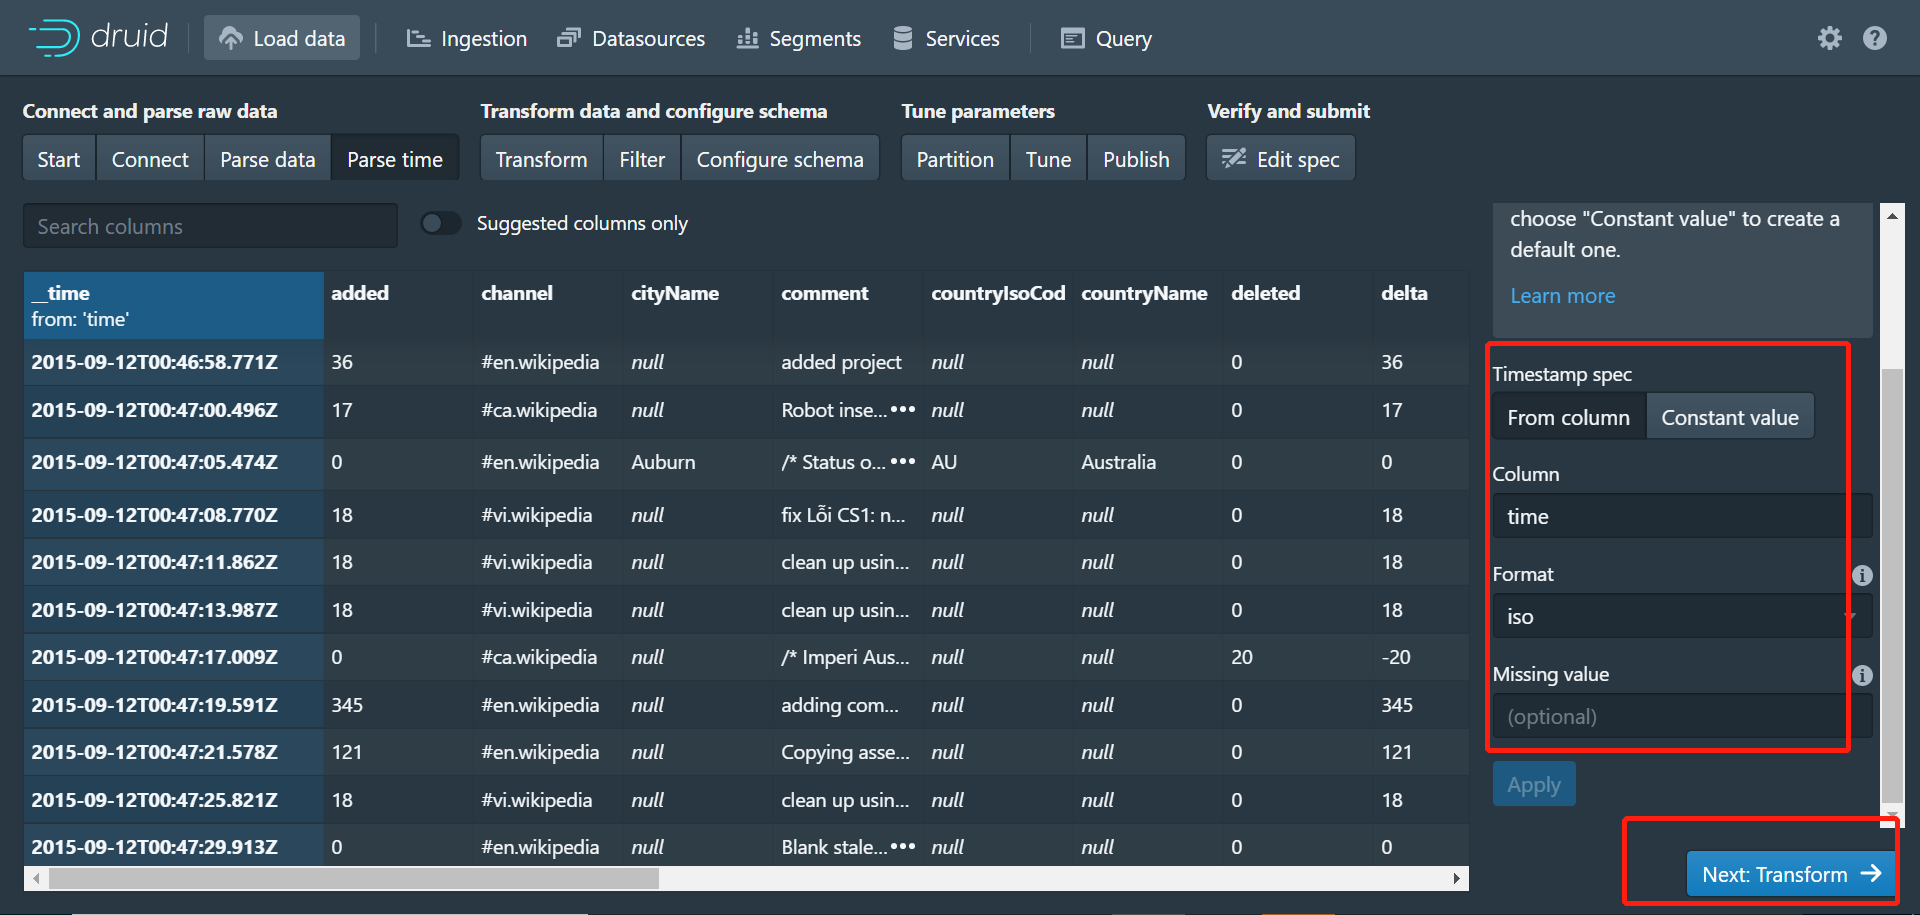 druid
Load data
Ingestion
Datasources
Segments
Services
Query
Connect and parse raw data
Transform data and configure schema
Tune parameters
Verify and submit
Start
Connect
Parse data
Parse time
Transform
Filter
Configure schema
Partition
Tune
Publish
Edit spec
Search columns
Suggested columns only
choose "Constant value" to create a
default one.
Learn more
__time added channel cityName comment countryIsoCod countryName deleted delta
from: 'time'
2015-09-12T00:46:58.771Z 36 #en.wikipedia null added project null null 0 36
2015-09-12T00:47:00.496Z 17 #ca.wikipedia null Robot inse...••• null null 0 17
2015-09-12T00:47:05.474Z 0 #en.wikipedia Auburn /* Status o...••• AU Australia 0 0
2015-09-12T00:47:08.770Z 18 #vi.wikipedia null fix Lỗi CS1: n... null null 0 18
2015-09-12T00:47:11.862Z 18 #vi.wikipedia null clean up usin... null null 0 18
2015-09-12T00:47:13.987Z 18 #vi.wikipedia null clean up usin... null null 0 18
2015-09-12T00:47:17.009Z 0 #ca.wikipedia null /* Imperi Aus... null null 20 -20
2015-09-12T00:47:19.591Z 345 #en.wikipedia null adding com... null null 0 345
2015-09-12T00:47:21.578Z 121 #en.wikipedia null Copying asse... null null 0 121
2015-09-12T00:47:25.821Z 18 #vi.wikipedia null clean up usin... null null 0 18
2015-09-12T00:47:29.913Z 0 #en.wikipedia null Blank stale...••• null null 0 0
Timestamp spec
From column
Constant value
Column
time
Format
iso
Missing value
(optional)
Apply
Next: Transform